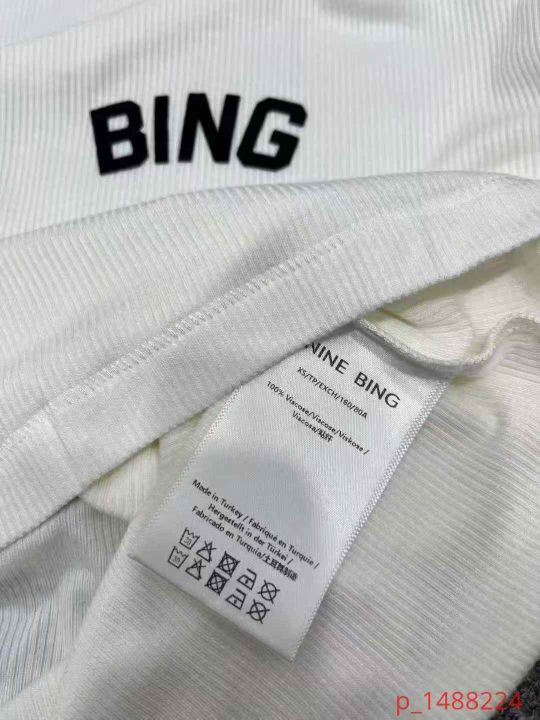 BING
NINE BING
XS/TP/EXCH/160/80A
100% Viscose/Viscose/Viskose /
Viscosa/粘纤
Made in Turkey / Fabriqué en Turquie /
Hergestellt in der Türkei /
Fabricado en Turquía/土耳其制造
p_1488224